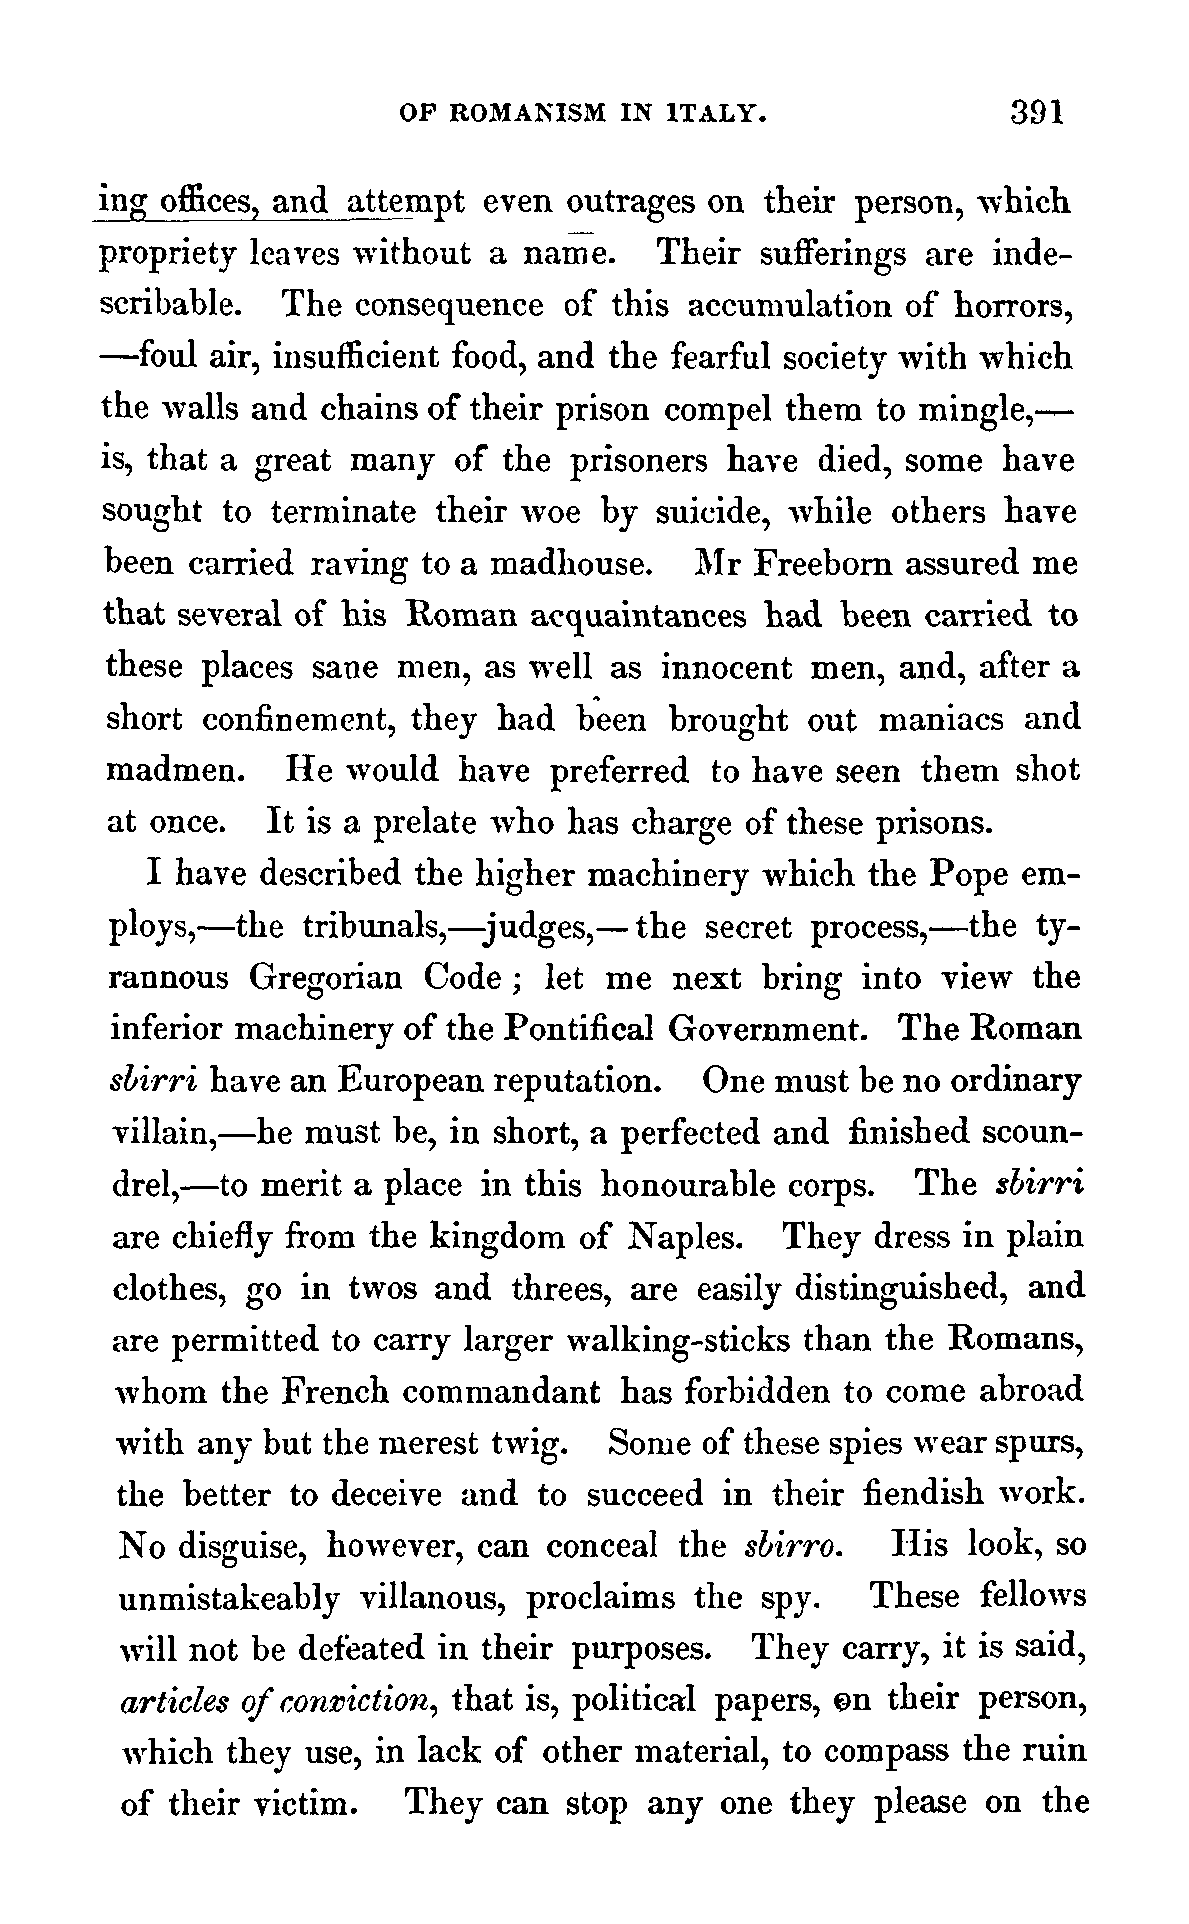 OF ROMANISM IN ITALY. 391
ing offices, and attempt even outrages on their person, which
propriety leaves without a name. Their sufferings are inde-
scribable. The consequence of this accumulation of horrors,
—foul air, insufficient food, and the fearful society with which
the walls and chains of their prison compel them to mingle,—
is, that a great many of the prisoners have died, some have
sought to terminate their woe by suicide, while others have
been carried raving to a madhouse. Mr Freeborn assured me
that several of his Roman acquaintances had been carried to
these places sane men, as well as innocent men, and, after a
short confinement, they had been brought out maniacs and
madmen. He would have preferred to have seen them shot
at once. It is a prelate who has charge of these prisons.
I have described the higher machinery which the Pope em-
ploys,—the tribunals,—judges,—the secret process,—the ty-
rannous Gregorian Code; let me next bring into view the
inferior machinery of the Pontifical Government. The Roman
sbirri have an European reputation. One must be no ordinary
villain,—he must be, in short, a perfected and finished scoun-
drel,—to merit a place in this honourable corps. The sbirri
are chiefly from the kingdom of Naples. They dress in plain
clothes, go in twos and threes, are easily distinguished, and
are permitted to carry larger walking-sticks than the Romans,
whom the French commandant has forbidden to come abroad
with any but the merest twig. Some of these spies wear spurs,
the better to deceive and to succeed in their fiendish work.
No disguise, however, can conceal the sbirro. His look, so
unmistakeably villanous, proclaims the spy. These fellows
will not be defeated in their purposes. They carry, it is said,
articles of conviction, that is, political papers, on their person,
which they use, in lack of other material, to compass the ruin
of their victim. They can stop any one they please on the